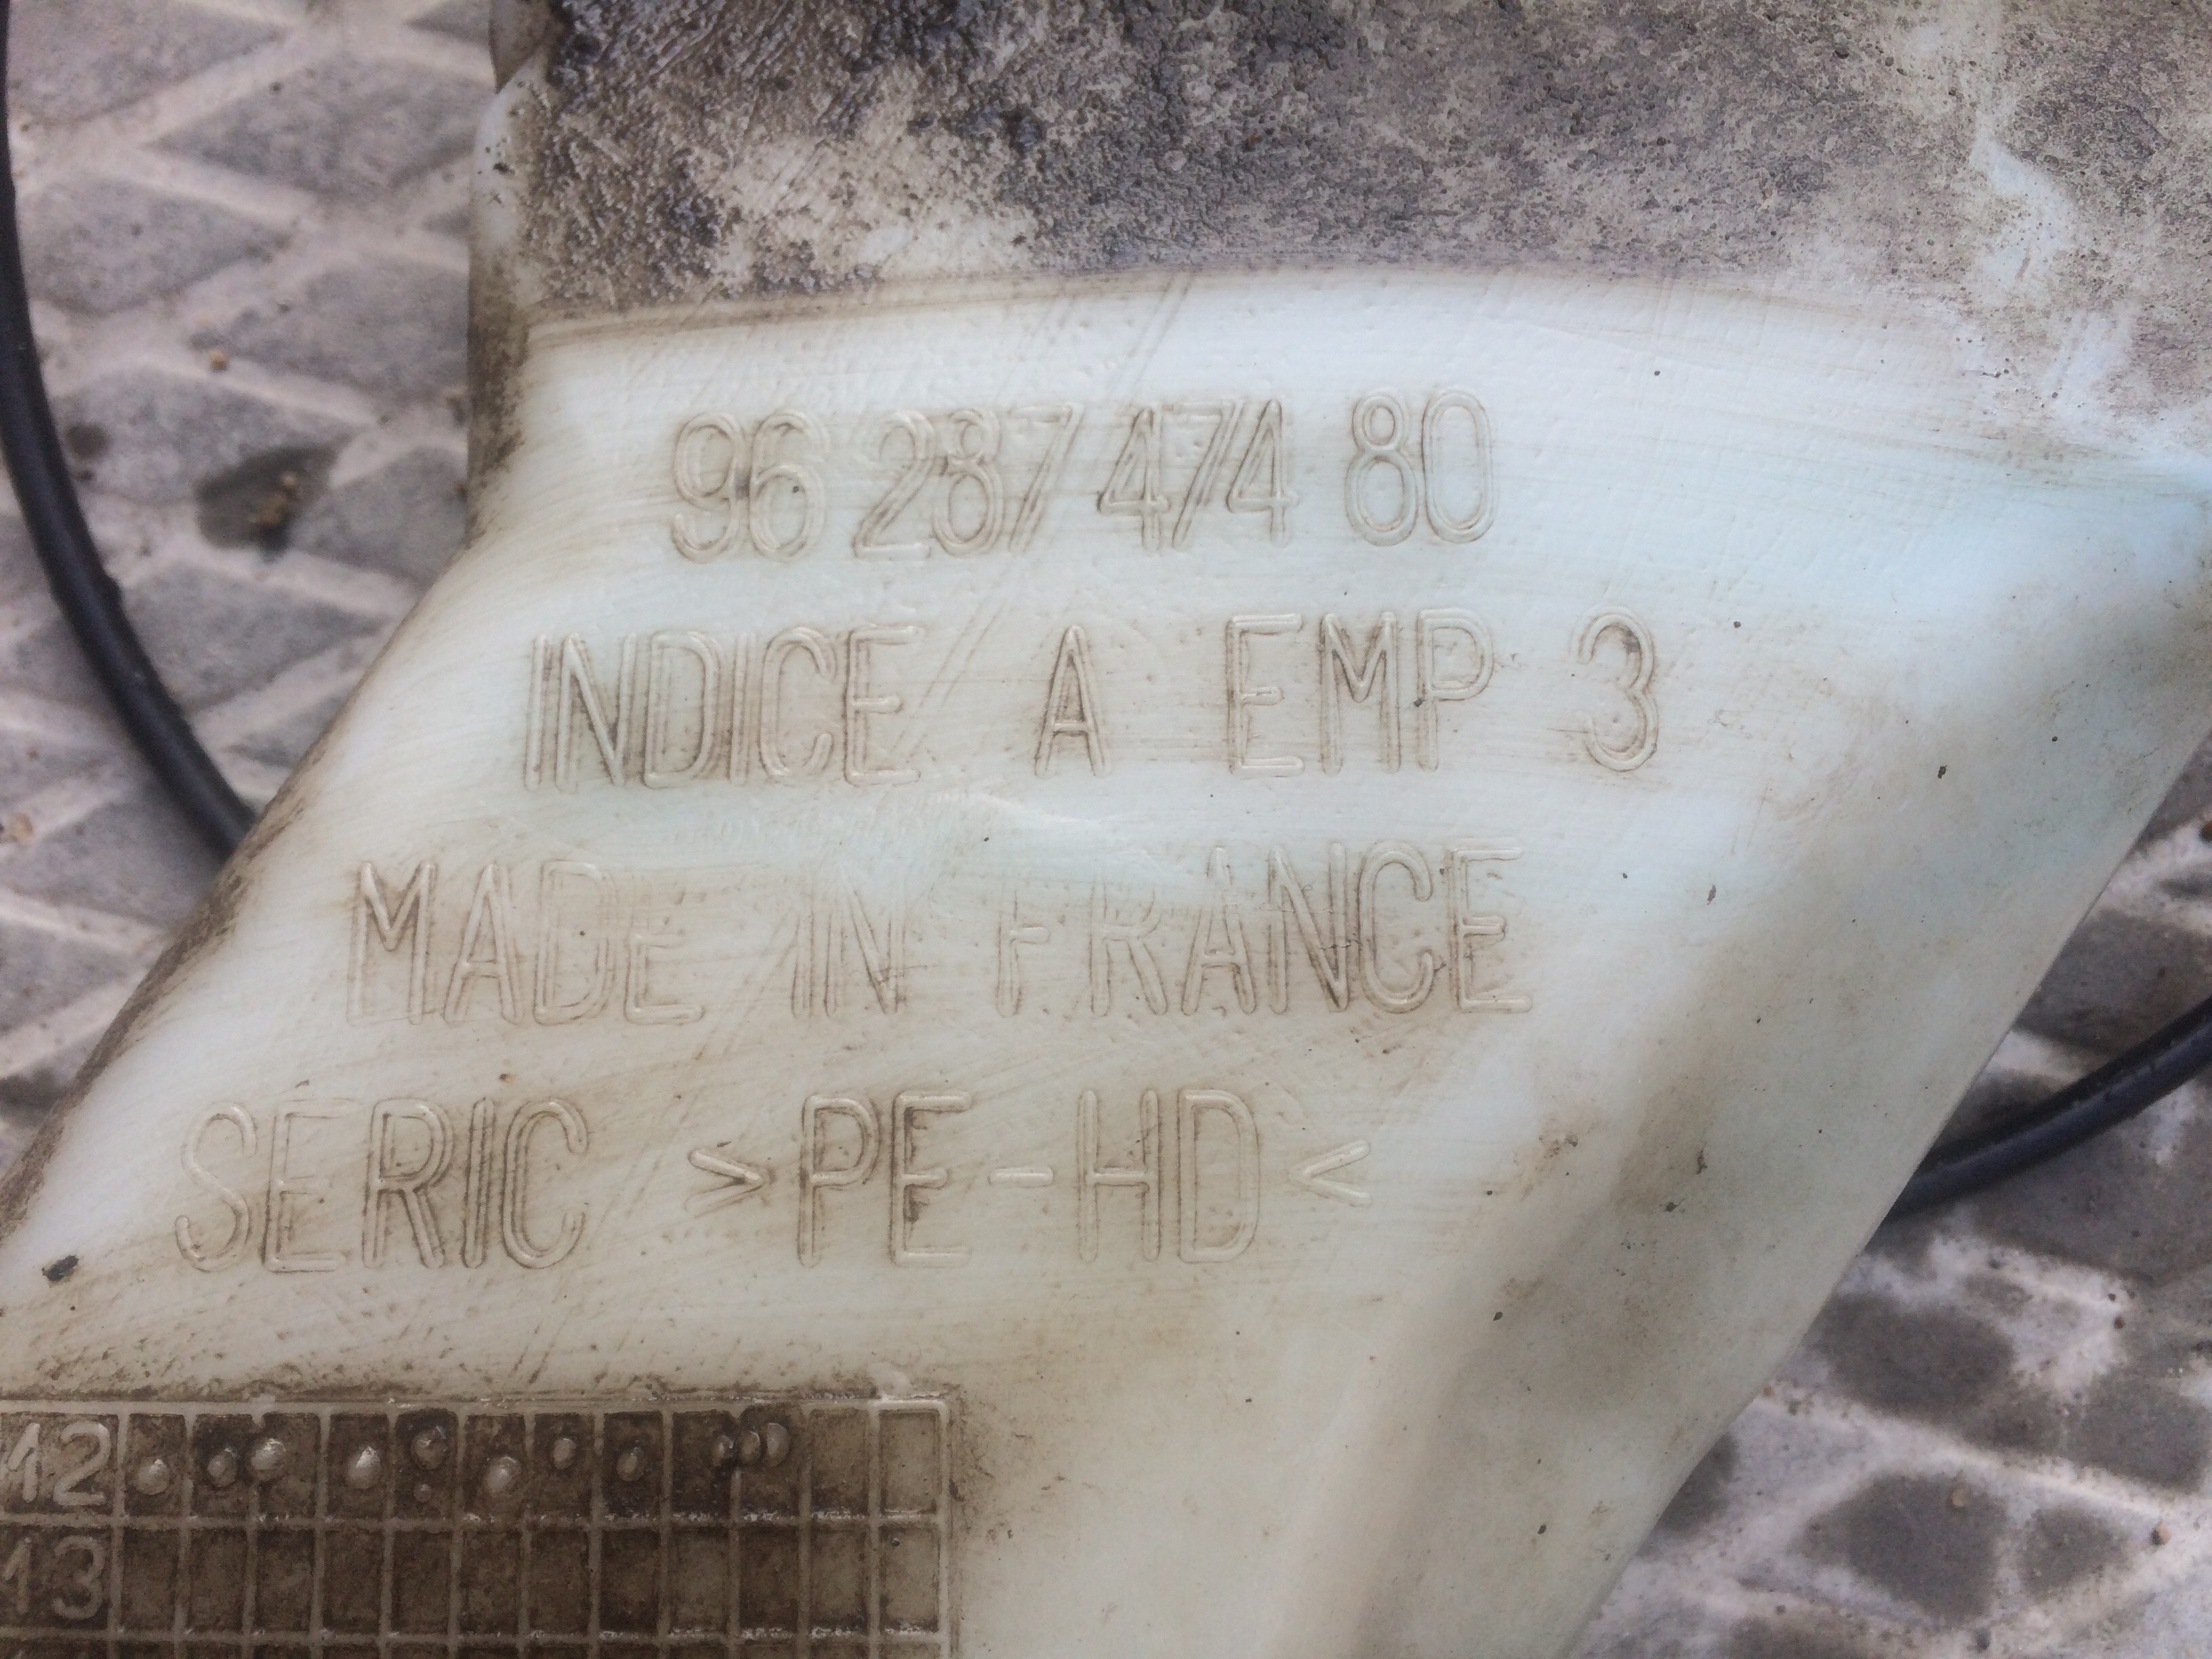 96 287 474 80
INDICE A EMP 3
MADE IN FRANCE
SERIC >PE-HD<
12
13